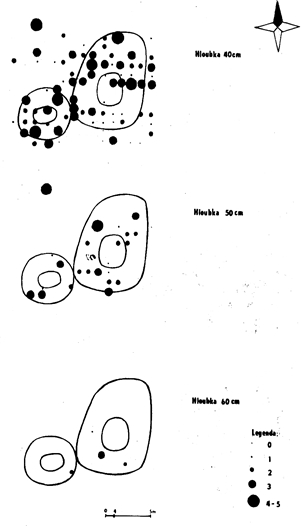 Hloubka 40cm
Hloubka 50cm
Hloubka 60cm
Legenda:
0
1
2
3
4-5